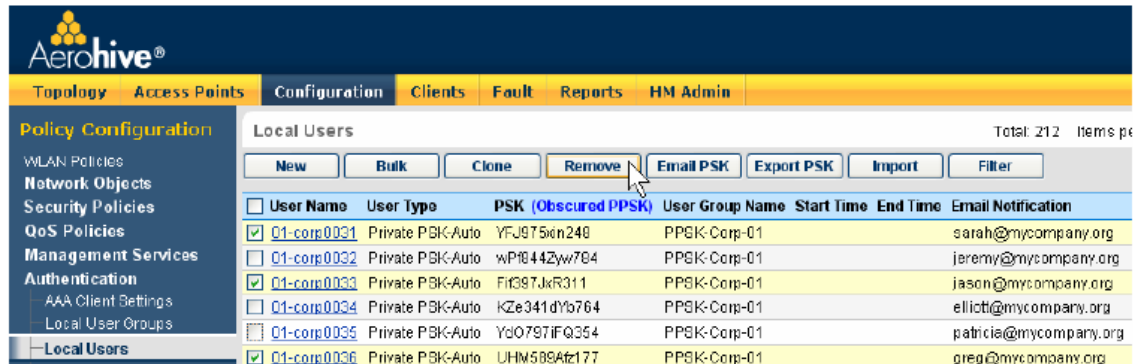 Aerohive®
Topology Access Points Configuration Clients Fault Reports HM Admin
Policy Configuration
WLAN Policies
Network Objects
Security Policies
QoS Policies
Management Services
Authentication
AAA Client Settings
Local User Groups
Local Users
Local Users Total: 212 Items pe
New Bulk Clone Remove Email PSK Export PSK Import Filter
User Name User Type PSK (Obscured PPSK) User Group Name Start Time End Time Email Notification
01-corp0031 Private PSK-Auto YFJ975xin248 PPSK-Corp-01 sarah@mycompany.org
01-corp0032 Private PSK-Auto wPf844Zyw784 PPSK-Corp-01 jeremy@mycompany.org
01-corp0033 Private PSK-Auto Fif397JxR311 PPSK-Corp-01 jason@mycompany.org
01-corp0034 Private PSK-Auto KZe341dYb764 PPSK-Corp-01 elliott@mycompany.org
01-corp0035 Private PSK-Auto YdO797iFQ354 PPSK-Corp-01 patricia@mycompany.org
01-corp0036 Private PSK-Auto UHM589Afz177 PPSK-Corp-01 greg@mycompany.org